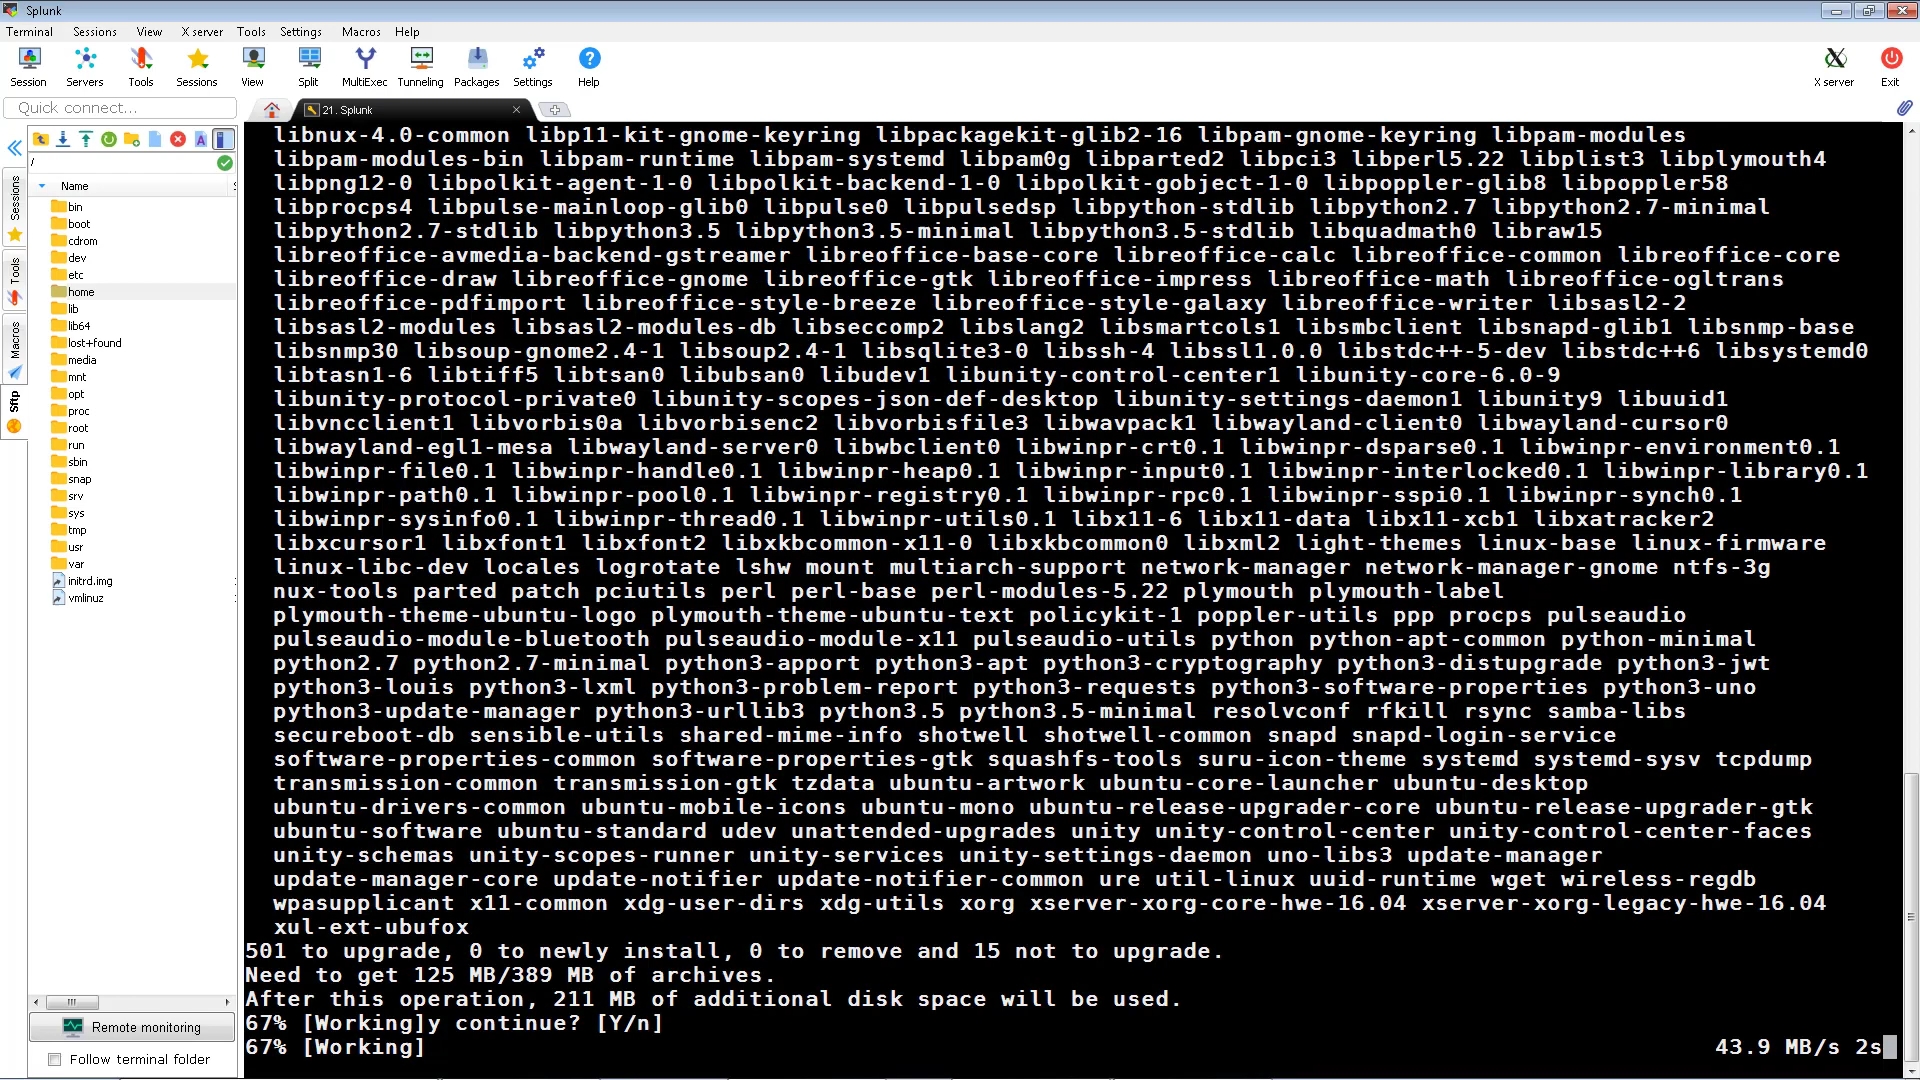 Splunk
Terminal Sessions View X server Tools Settings Macros Help
Session Servers Tools Sessions View Split MultiExec Tunneling Packages Settings Help X server Exit
Quick connect...
21. Splunk
/
Name
bin
boot
cdrom
dev
etc
home
lib
lib64
lost+found
media
mnt
opt
proc
root
run
sbin
snap
srv
sys
tmp
usr
var
initrd.img
vmlinuz
Sessions
Tools
Macros
Sftp
Remote monitoring
Follow terminal folder
libnux-4.0-common libp11-kit-gnome-keyring libpackagekit-glib2-16 libpam-gnome-keyring libpam-modules
libpam-modules-bin libpam-runtime libpam-systemd libpam0g libparted2 libpci3 libperl5.22 libplist3 libplymouth4
libpng12-0 libpolkit-agent-1-0 libpolkit-backend-1-0 libpolkit-gobject-1-0 libpoppler-glib8 libpoppler58
libprocps4 libpulse-mainloop-glib0 libpulse0 libpulsedsp libpython-stdlib libpython2.7 libpython2.7-minimal
libpython2.7-stdlib libpython3.5 libpython3.5-minimal libpython3.5-stdlib libquadmath0 libraw15
libreoffice-avmedia-backend-gstreamer libreoffice-base-core libreoffice-calc libreoffice-common libreoffice-core
libreoffice-draw libreoffice-gnome libreoffice-gtk libreoffice-impress libreoffice-math libreoffice-ogltrans
libreoffice-pdfimport libreoffice-style-breeze libreoffice-style-galaxy libreoffice-writer libsasl2-2
libsasl2-modules libsasl2-modules-db libseccomp2 libslang2 libsmartcols1 libsmbclient libsnapd-glib1 libsnmp-base
libsnmp30 libsoup-gnome2.4-1 libsoup2.4-1 libsqlite3-0 libssh-4 libssl1.0.0 libstdc++-5-dev libstdc++6 libsystemd0
libtasn1-6 libtiff5 libtsan0 libubsan0 libudev1 libunity-control-center1 libunity-core-6.0-9
libunity-protocol-private0 libunity-scopes-json-def-desktop libunity-settings-daemon1 libunity9 libuuid1
libvncclient1 libvorbis0a libvorbisenc2 libvorbisfile3 libwavpack1 libwayland-client0 libwayland-cursor0
libwayland-egl1-mesa libwayland-server0 libwbclient0 libwinpr-crt0.1 libwinpr-dsparse0.1 libwinpr-environment0.1
libwinpr-file0.1 libwinpr-handle0.1 libwinpr-heap0.1 libwinpr-input0.1 libwinpr-interlocked0.1 libwinpr-library0.1
libwinpr-path0.1 libwinpr-pool0.1 libwinpr-registry0.1 libwinpr-rpc0.1 libwinpr-sspi0.1 libwinpr-synch0.1
libwinpr-sysinfo0.1 libwinpr-thread0.1 libwinpr-utils0.1 libx11-6 libx11-data libx11-xcb1 libxatracker2
libxcursor1 libxfont1 libxfont2 libxkbcommon-x11-0 libxkbcommon0 libxml2 light-themes linux-base linux-firmware
linux-libc-dev locales logrotate lshw mount multiarch-support network-manager network-manager-gnome ntfs-3g
nux-tools parted patch pciutils perl perl-base perl-modules-5.22 plymouth plymouth-label
plymouth-theme-ubuntu-logo plymouth-theme-ubuntu-text policykit-1 poppler-utils ppp procps pulseaudio
pulseaudio-module-bluetooth pulseaudio-module-x11 pulseaudio-utils python python-apt-common python-minimal
python2.7 python2.7-minimal python3-apport python3-apt python3-cryptography python3-distupgrade python3-jwt
python3-louis python3-lxml python3-problem-report python3-requests python3-software-properties python3-uno
python3-update-manager python3-urllib3 python3.5 python3.5-minimal resolvconf rfkill rsync samba-libs
secureboot-db sensible-utils shared-mime-info shotwell shotwell-common snapd snapd-login-service
software-properties-common software-properties-gtk squashfs-tools suru-icon-theme systemd systemd-sysv tcpdump
transmission-common transmission-gtk tzdata ubuntu-artwork ubuntu-core-launcher ubuntu-desktop
ubuntu-drivers-common ubuntu-mobile-icons ubuntu-mono ubuntu-release-upgrader-core ubuntu-release-upgrader-gtk
ubuntu-software ubuntu-standard udev unattended-upgrades unity unity-control-center unity-control-center-faces
unity-schemas unity-scopes-runner unity-services unity-settings-daemon uno-libs3 update-manager
update-manager-core update-notifier update-notifier-common ure util-linux uuid-runtime wget wireless-regdb
wpasupplicant x11-common xdg-user-dirs xdg-utils xorg xserver-xorg-core-hwe-16.04 xserver-xorg-legacy-hwe-16.04
xul-ext-ubufox
501 to upgrade, 0 to newly install, 0 to remove and 15 not to upgrade.
Need to get 125 MB/389 MB of archives.
After this operation, 211 MB of additional disk space will be used.
67% [Working]y continue? [Y/n]
67% [Working] 43.9 MB/s 2s